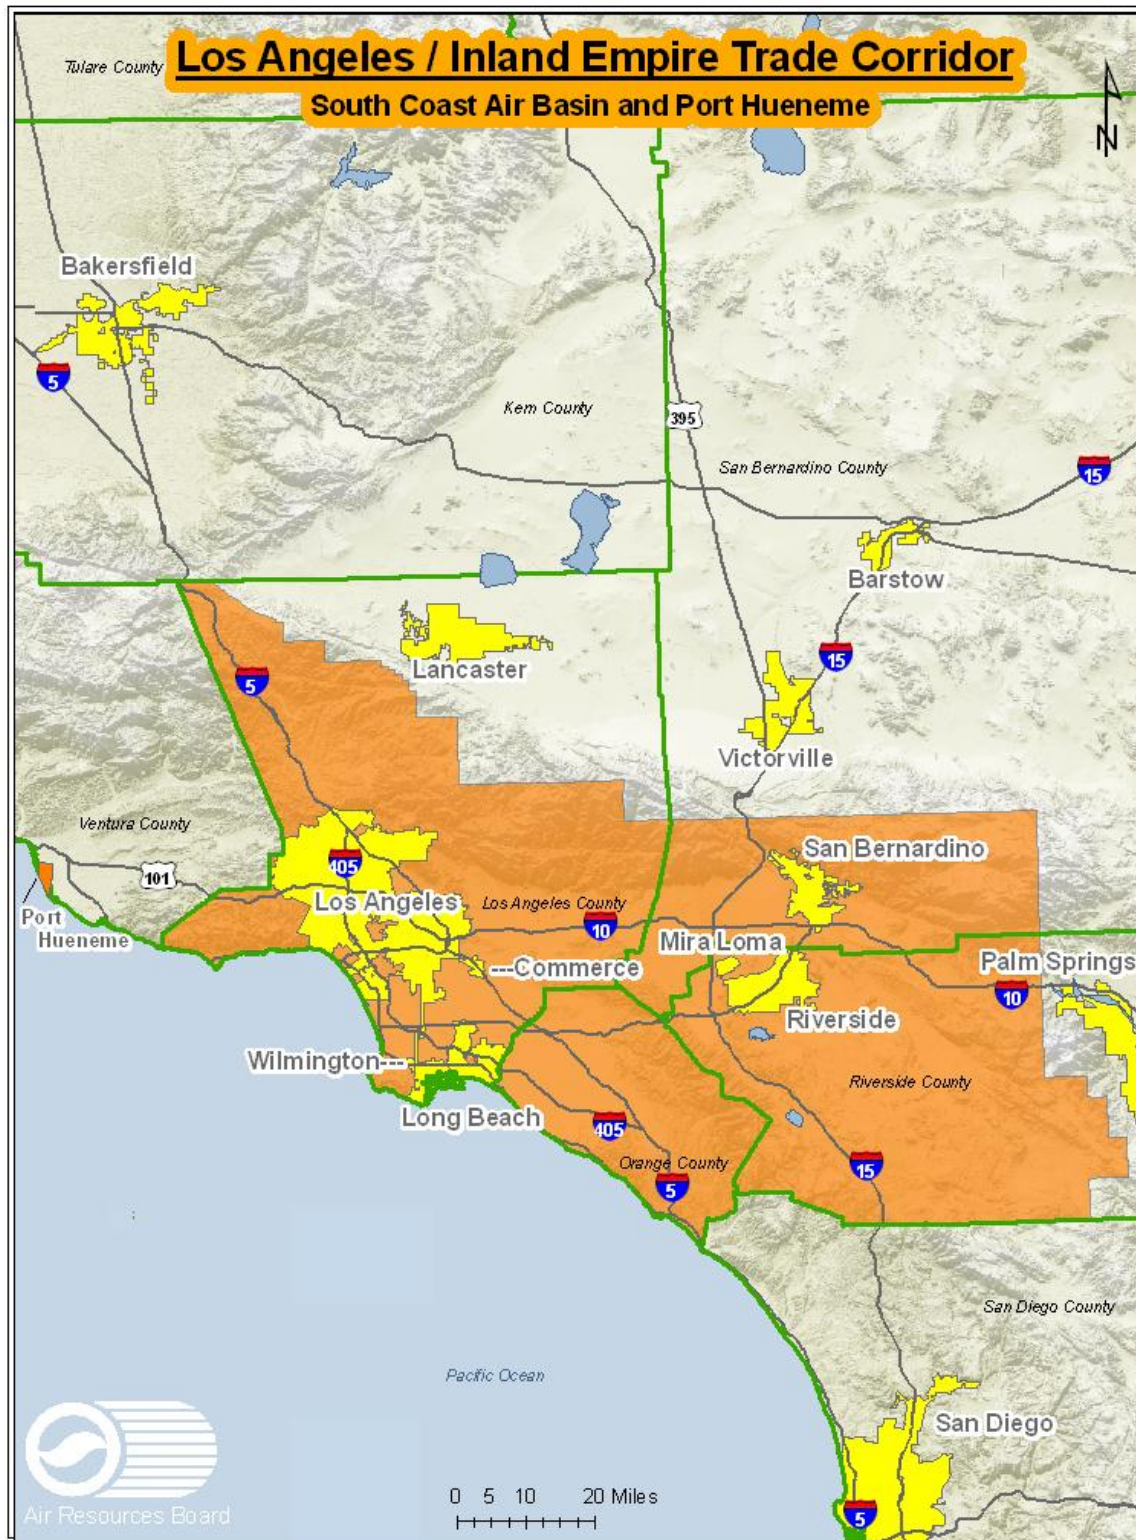 Los Angeles / Inland Empire Trade Corridor
Tulare County
South Coast Air Basin and Port Hueneme
N
Bakersfield
5
Kern County
395
San Bernardino County
15
Barstow
Lancaster
15
5
Victorville
Ventura County
San Bernardino
405
101
Los Angeles
Los Angeles County
Port
Hueneme
10
Mira Loma
---Commerce
Palm Springs
10
Riverside
Wilmington---
Riverside County
Long Beach
405
Orange County
15
5
San Diego County
Pacific Ocean
San Diego
0 5 10 20 Miles
Air Resources Board
5